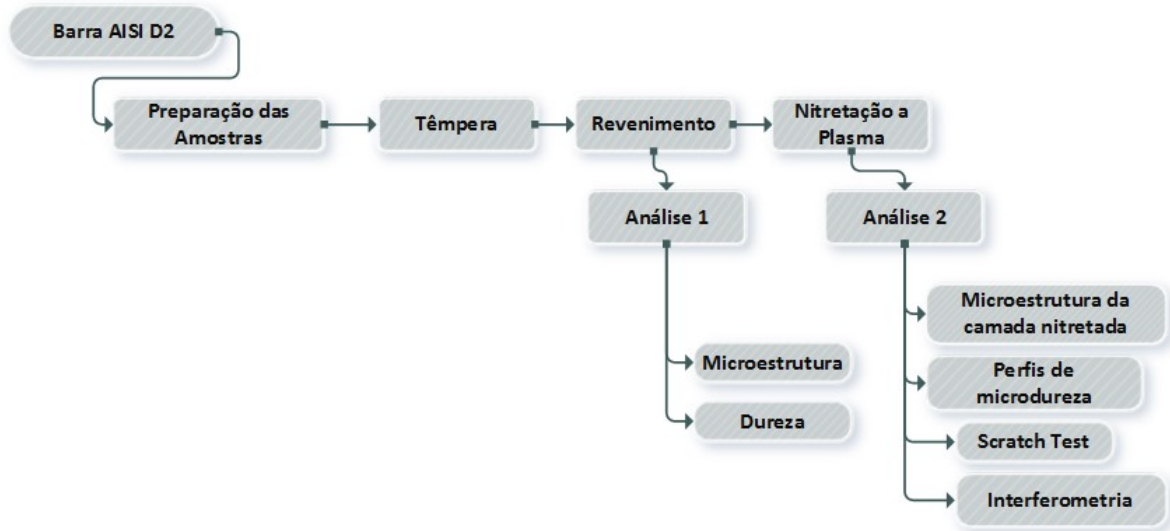 Barra AISI D2
Preparação das
Amostras
Têmpera
Revenimento
Nitretação a
Plasma
Análise 1
Análise 2
Microestrutura da
camada nitretada
Microestrutura
Perfis de
microdureza
Dureza
Scratch Test
Interferometria